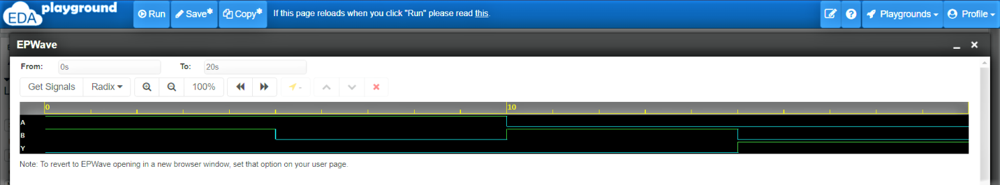 EDA playground Run Save* Copy* If this page reloads when you click "Run" please read this. Playgrounds Profile
EPWave
From: 0s To: 20s
Get Signals Radix 100%
0 10
A
B
Y
Note: To revert to EPWave opening in a new browser window, set that option on your user page.